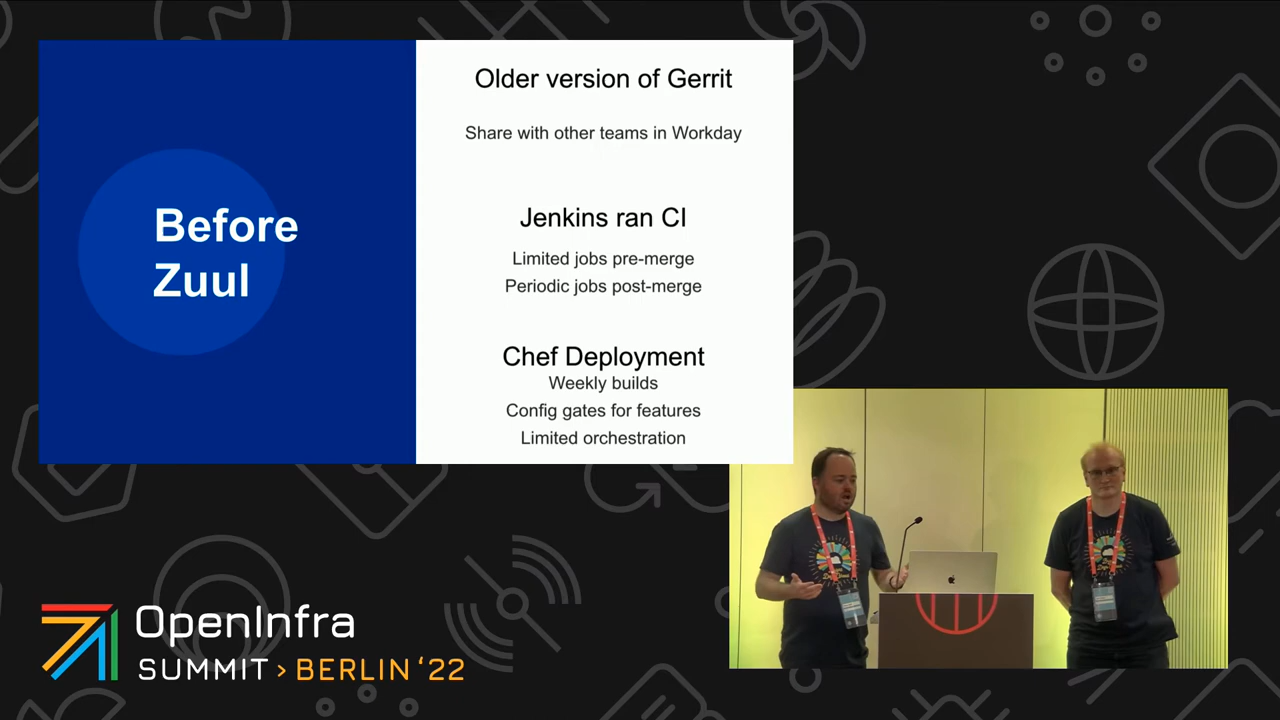 Before
Zuul
Older version of Gerrit
Share with other teams in Workday
Jenkins ran CI
Limited jobs pre-merge
Periodic jobs post-merge
Chef Deployment
Weekly builds
Config gates for features
Limited orchestration
OpenInfra
SUMMIT > BERLIN ‘22